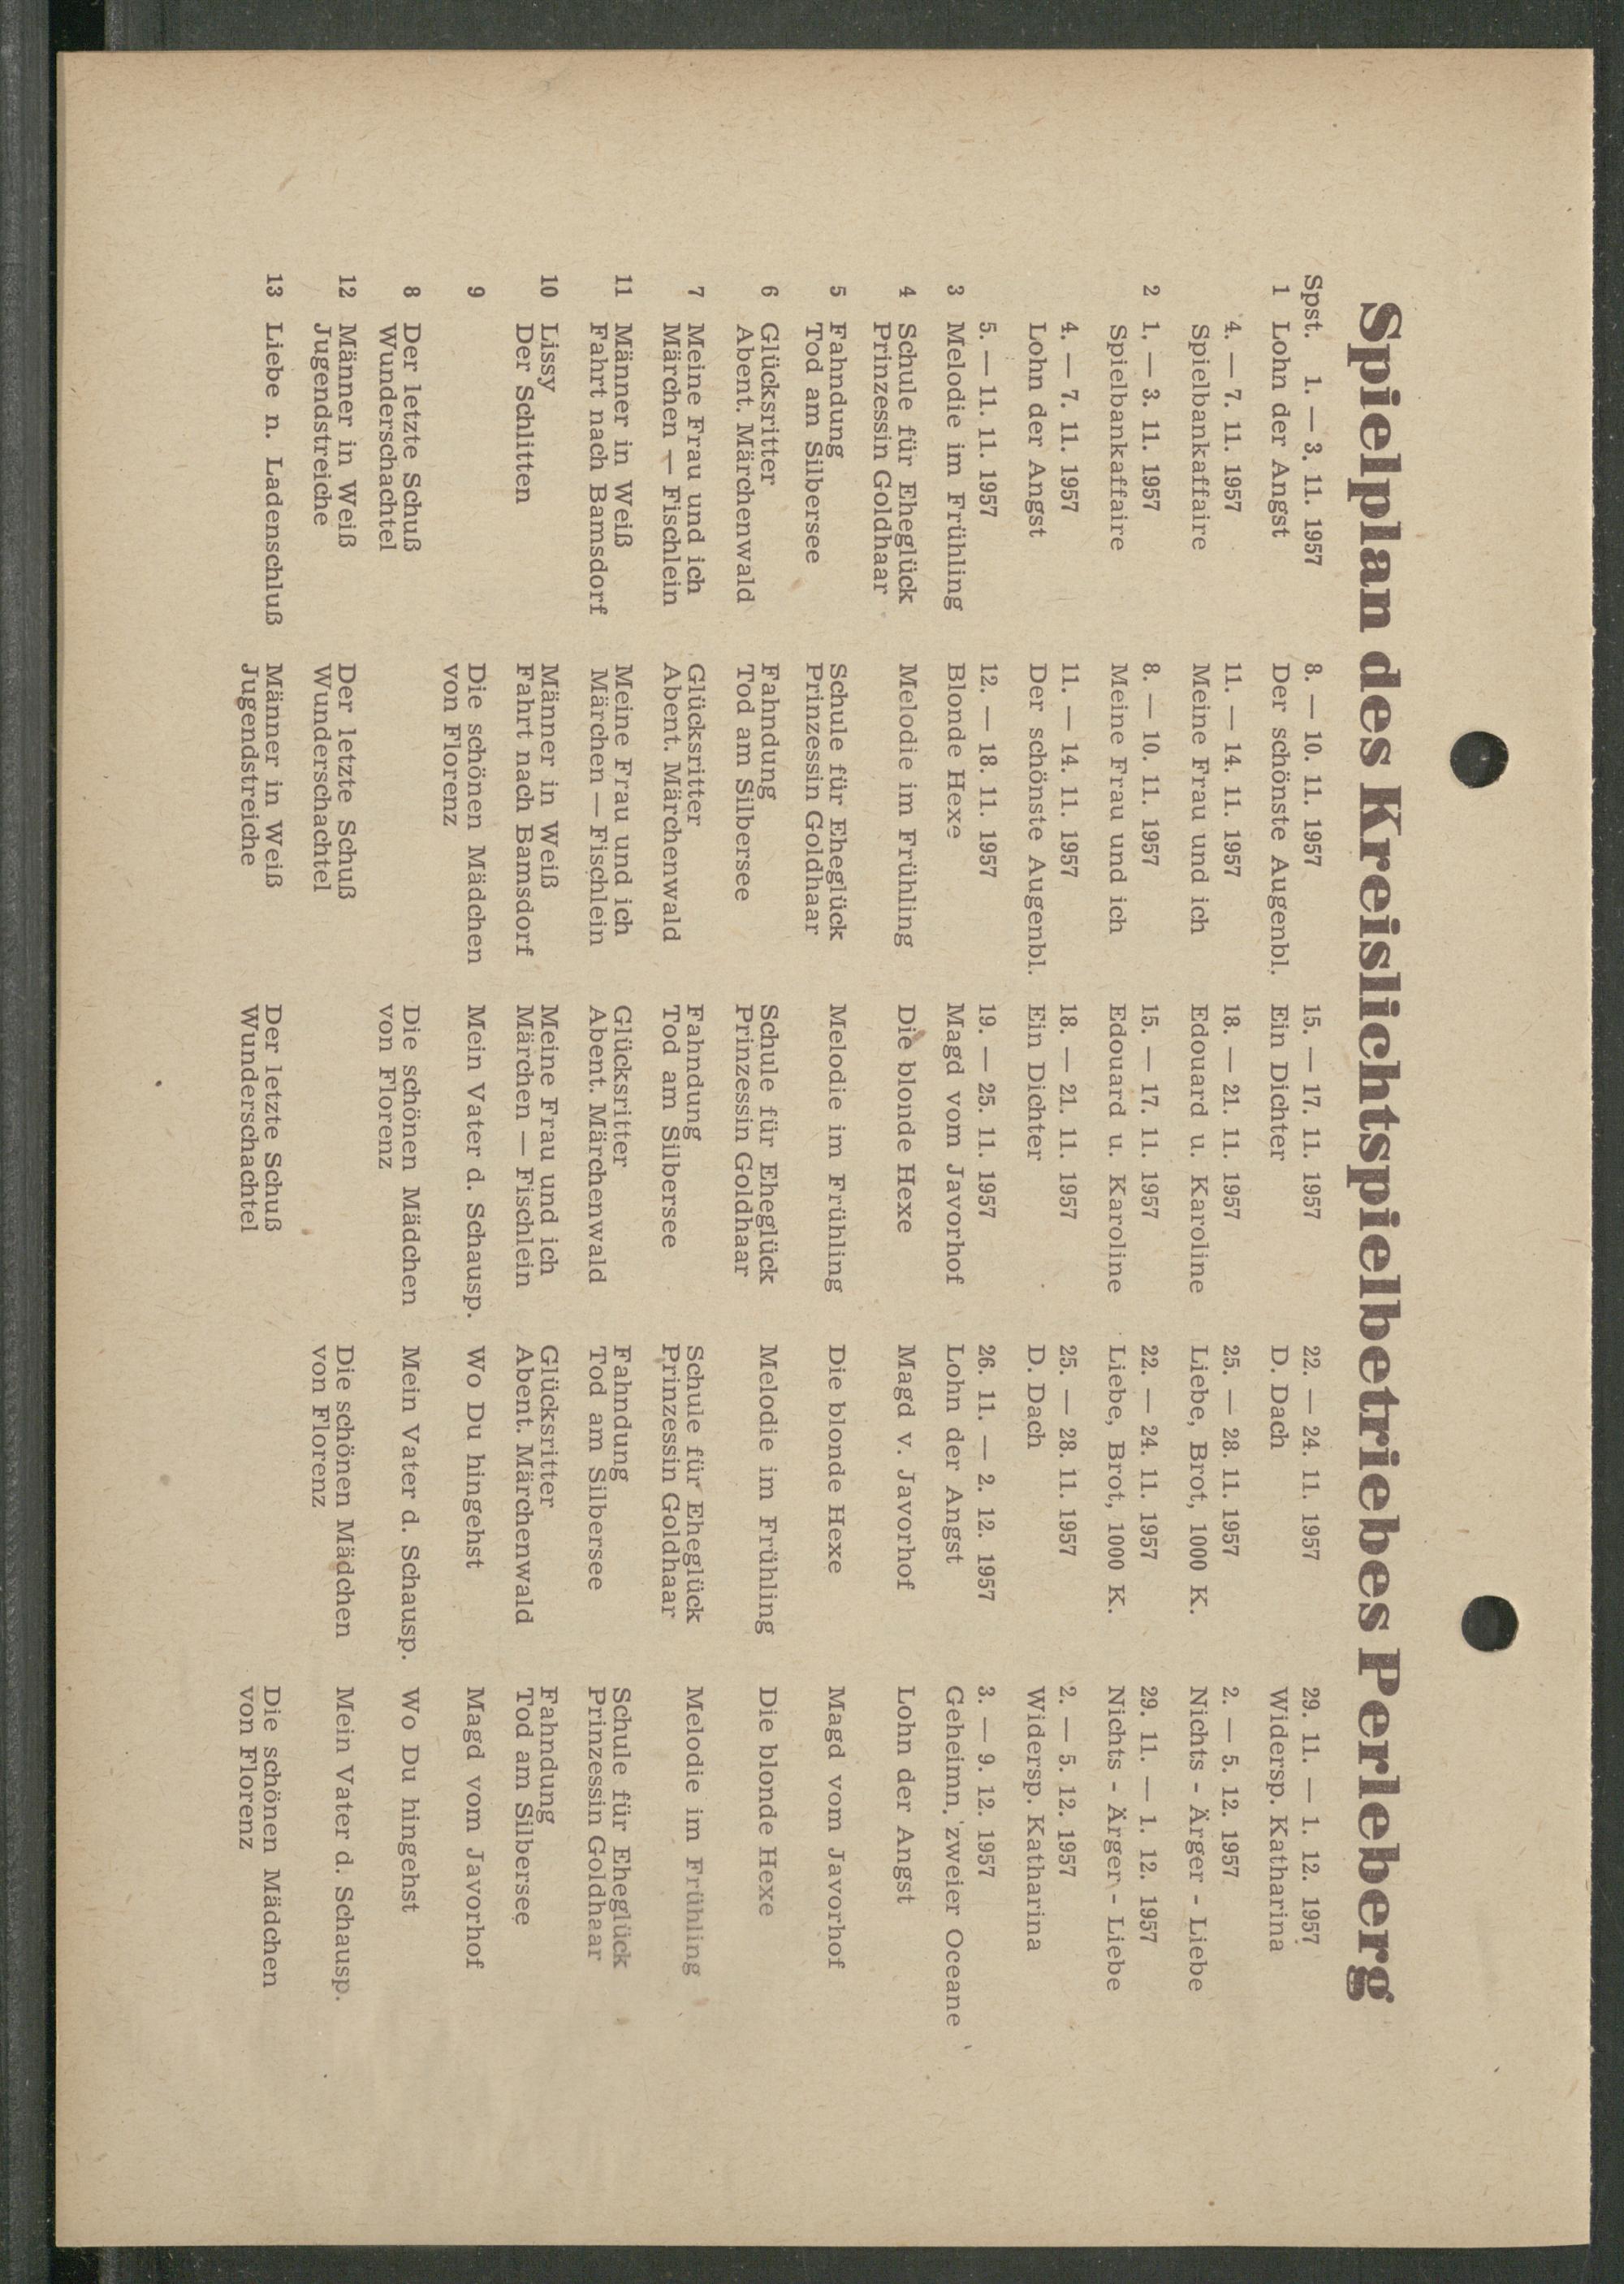 Spielplan des Kreislichtspielbetriebes Perleberg
Spst. 1. — 3. 11. 1957 8. — 10. 11. 1957 15. — 17. 11. 1957 22. — 24. 11. 1957 29. 11. — 1. 12. 1957
1 Lohn der Angst Der schönste Augenbl. Ein Dichter D. Dach Widersp. Katharina
4. — 7. 11. 1957 11. — 14. 11. 1957 18. — 21. 11. 1957 25. — 28. 11. 1957 2. — 5. 12. 1957
Spielbankaffaire Meine Frau und ich Edouard u. Karoline Liebe, Brot, 1000 K. Nichts - Ärger - Liebe
2 1. — 3. 11. 1957 8. — 10. 11. 1957 15. — 17. 11. 1957 22. — 24. 11. 1957 29. 11. — 1. 12. 1957
Spielbankaffaire Meine Frau und ich Edouard u. Karoline Liebe, Brot, 1000 K. Nichts - Ärger - Liebe
4. — 7. 11. 1957 11. — 14. 11. 1957 18. — 21. 11. 1957 25. — 28. 11. 1957 2. — 5. 12. 1957
Lohn der Angst Der schönste Augenbl. Ein Dichter D. Dach Widersp. Katharina
5. — 11. 11. 1957 12. — 18. 11. 1957 19. — 25. 11. 1957 26. 11. — 2. 12. 1957 3. — 9. 12. 1957
3 Melodie im Frühling Blonde Hexe Magd vom Javorhof Lohn der Angst Geheimn. zweier Oceane
4 Schule für Eheglück Melodie im Frühling Die blonde Hexe Magd v. Javorhof Lohn der Angst
Prinzessin Goldhaar
5 Fahndung Schule für Eheglück Melodie im Frühling Die blonde Hexe Magd vom Javorhof
Tod am Silbersee Prinzessin Goldhaar
6 Glücksritter Fahndung Schule für Eheglück Melodie im Frühling Die blonde Hexe
Abent. Märchenwald Tod am Silbersee Prinzessin Goldhaar
7 Meine Frau und ich Glücksritter Fahndung Schule für Eheglück Melodie im Frühling
Märchen — Fischlein Abent. Märchenwald Tod am Silbersee Prinzessin Goldhaar
11 Männer in Weiß Meine Frau und ich Glücksritter Fahndung Schule für Eheglück
Fahrt nach Bamsdorf Märchen — Fischlein Abent. Märchenwald Tod am Silbersee Prinzessin Goldhaar
10 Lissy Männer in Weiß Meine Frau und ich Glücksritter Fahndung
Der Schlitten Fahrt nach Bamsdorf Märchen — Fischlein Abent. Märchenwald Tod am Silbersee
9 Die schönen Mädchen Mein Vater d. Schausp. Wo Du hingehst Magd vom Javorhof
von Florenz
8 Der letzte Schuß Die schönen Mädchen Mein Vater d. Schausp. Wo Du hingehst
Wunderschachtel von Florenz
12 Männer in Weiß Der letzte Schuß Die schönen Mädchen Mein Vater d. Schausp.
Jugendstreiche Wunderschachtel von Florenz
13 Liebe n. Ladenschluß Männer in Weiß Der letzte Schuß Die schönen Mädchen
Jugendstreiche Wunderschachtel von Florenz